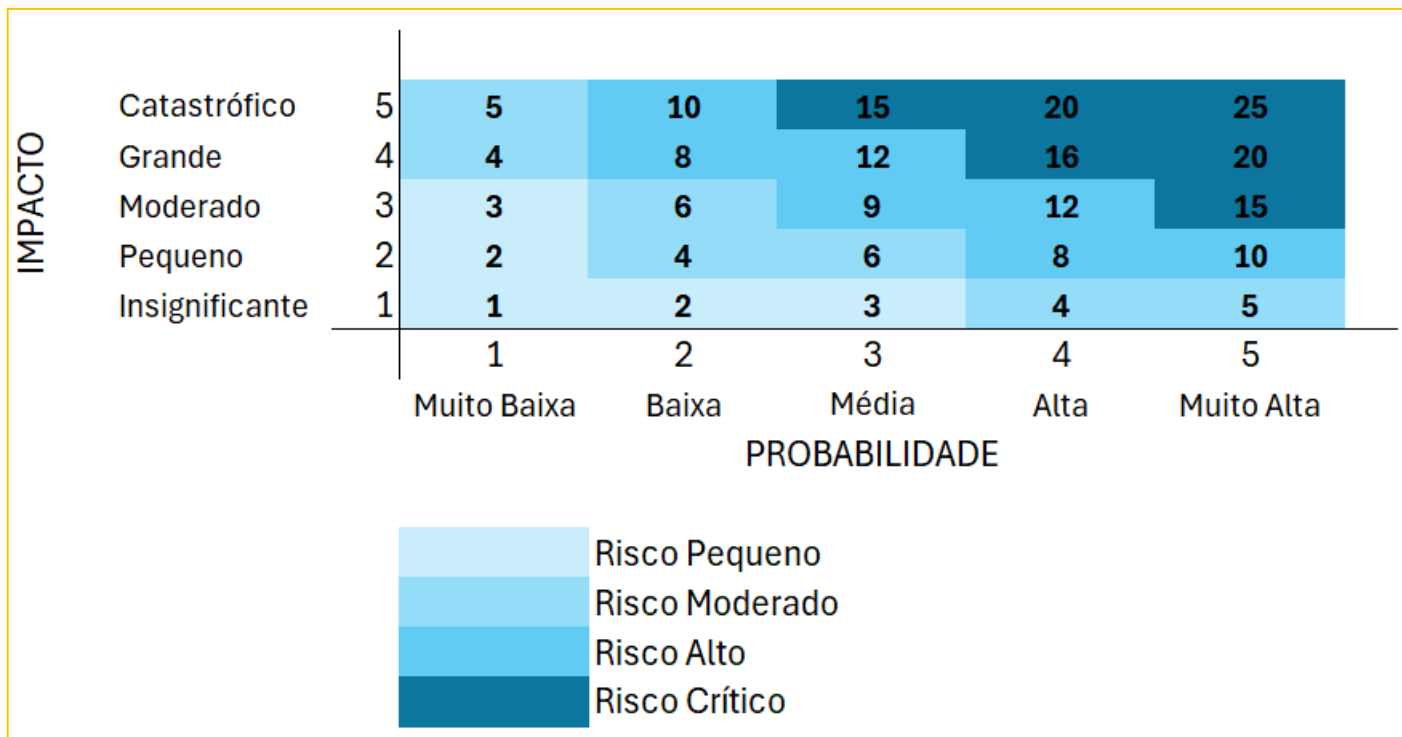 IMPACTO
Catastrófico 5 5 10 15 20 25
Grande 4 4 8 12 16 20
Moderado 3 3 6 9 12 15
Pequeno 2 2 4 6 8 10
Insignificante 1 1 2 3 4 5
1 2 3 4 5
Muito Baixa Baixa Média Alta Muito Alta
PROBABILIDADE
Risco Pequeno
Risco Moderado
Risco Alto
Risco Crítico